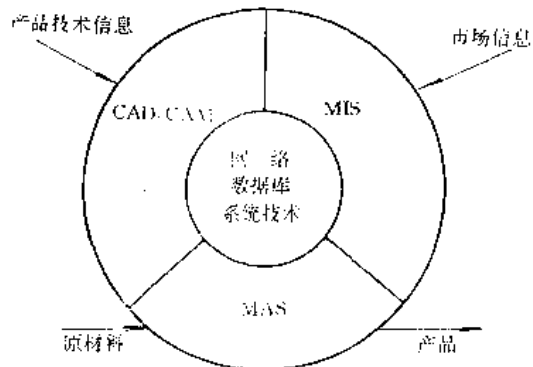 产品技术信息
市场信息
CAD/CAM
MIS
网 络
数据库
系统技术
MAS
原材料
产品